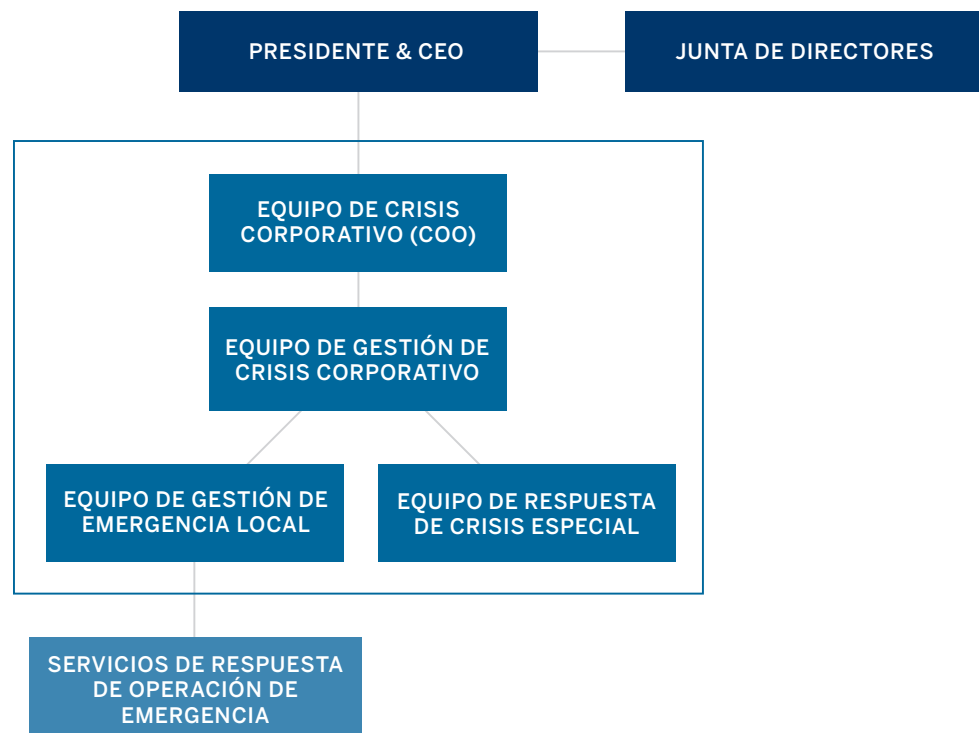 PRESIDENTE & CEO
JUNTA DE DIRECTORES
EQUIPO DE CRISIS
CORPORATIVO (COO)
EQUIPO DE GESTIÓN DE
CRISIS CORPORATIVO
EQUIPO DE GESTIÓN DE
EMERGENCIA LOCAL
EQUIPO DE RESPUESTA
DE CRISIS ESPECIAL
SERVICIOS DE RESPUESTA
DE OPERACIÓN DE
EMERGENCIA